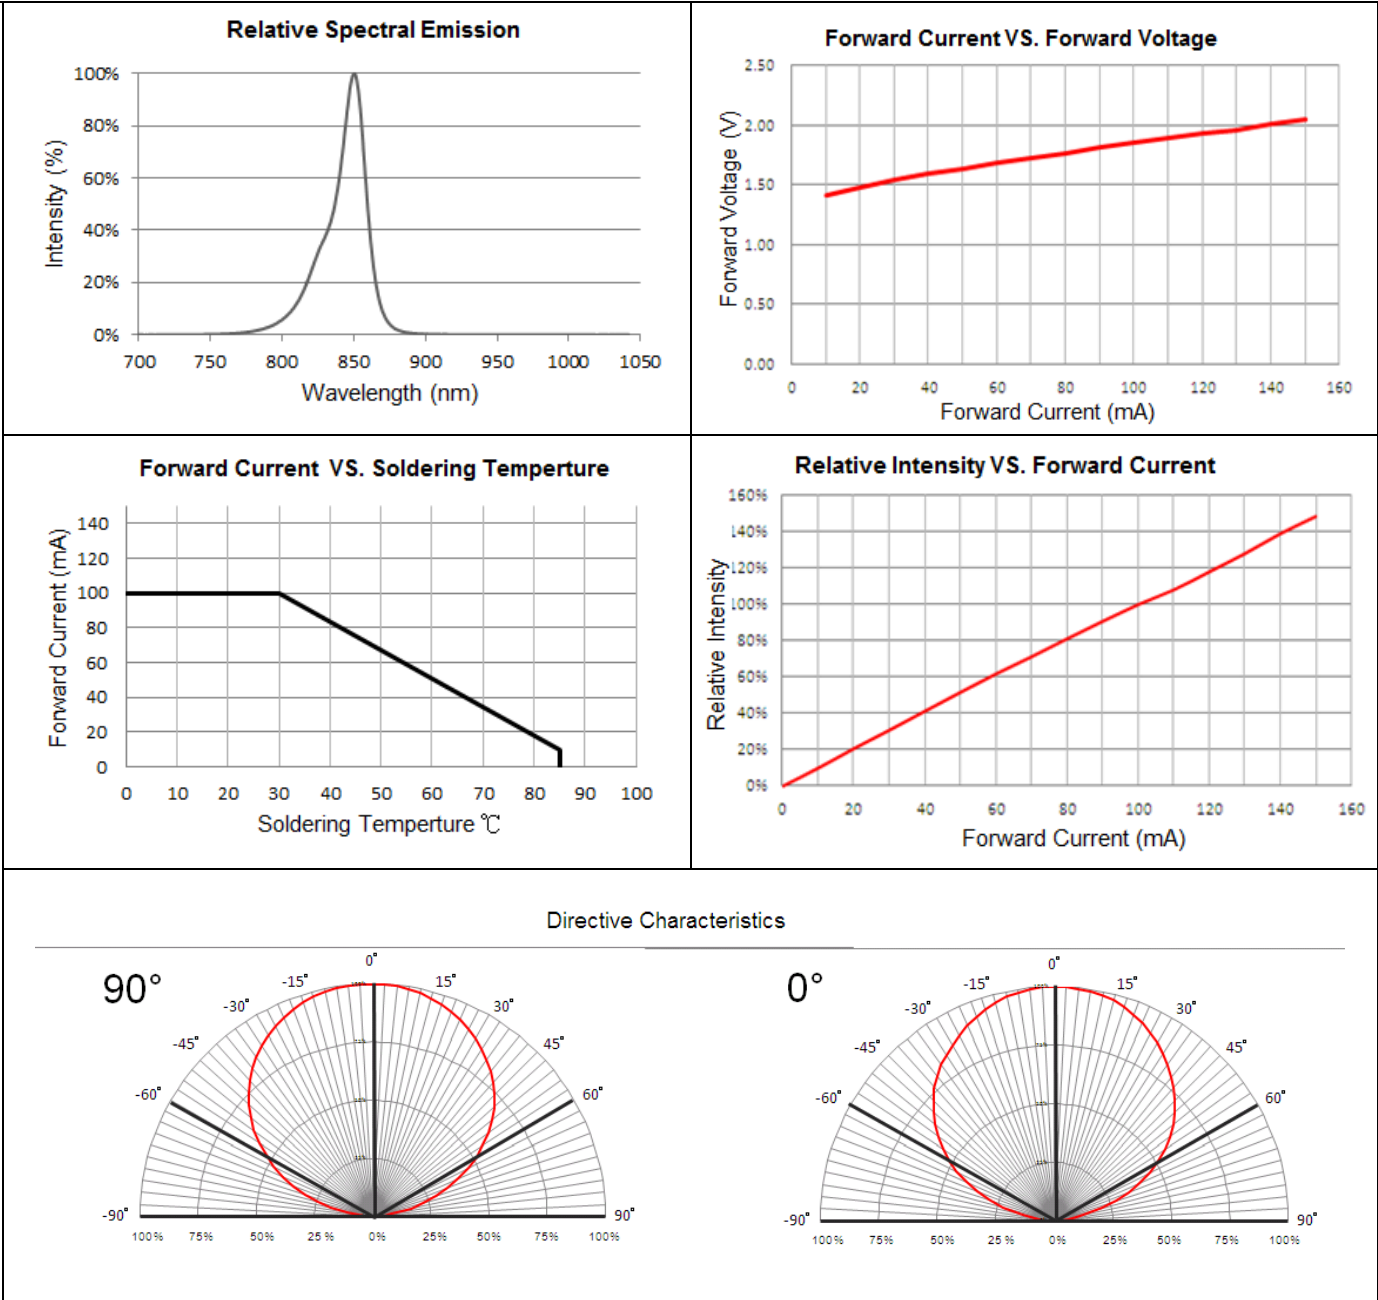 Relative Spectral Emission
100%
80%
60%
40%
20%
0%
Intensity (%)
700 750 800 850 900 950 1000 1050
Wavelength (nm)
Forward Current VS. Forward Voltage
2.50
2.00
1.50
1.00
0.50
0.00
Forward Voltage (V)
0 20 40 60 80 100 120 140 160
Forward Current (mA)
Forward Current VS. Soldering Temperture
140
120
100
80
60
40
20
0
Forward Current (mA)
0 10 20 30 40 50 60 70 80 90 100
Soldering Temperture ℃
Relative Intensity VS. Forward Current
160%
140%
120%
100%
80%
60%
40%
20%
0%
Relative Intensity
0 20 40 60 80 100 120 140 160
Forward Current (mA)
Directive Characteristics
90°
0°
-15° 15°
-30° 30°
-45° 45°
-60° 60°
-90° 90°
100% 75% 50% 25% 0% 25% 50% 75% 100%
0°
0°
-15° 15°
-30° 30°
-45° 45°
-60° 60°
-90° 90°
100% 75% 50% 25% 0% 25% 50% 75% 100%